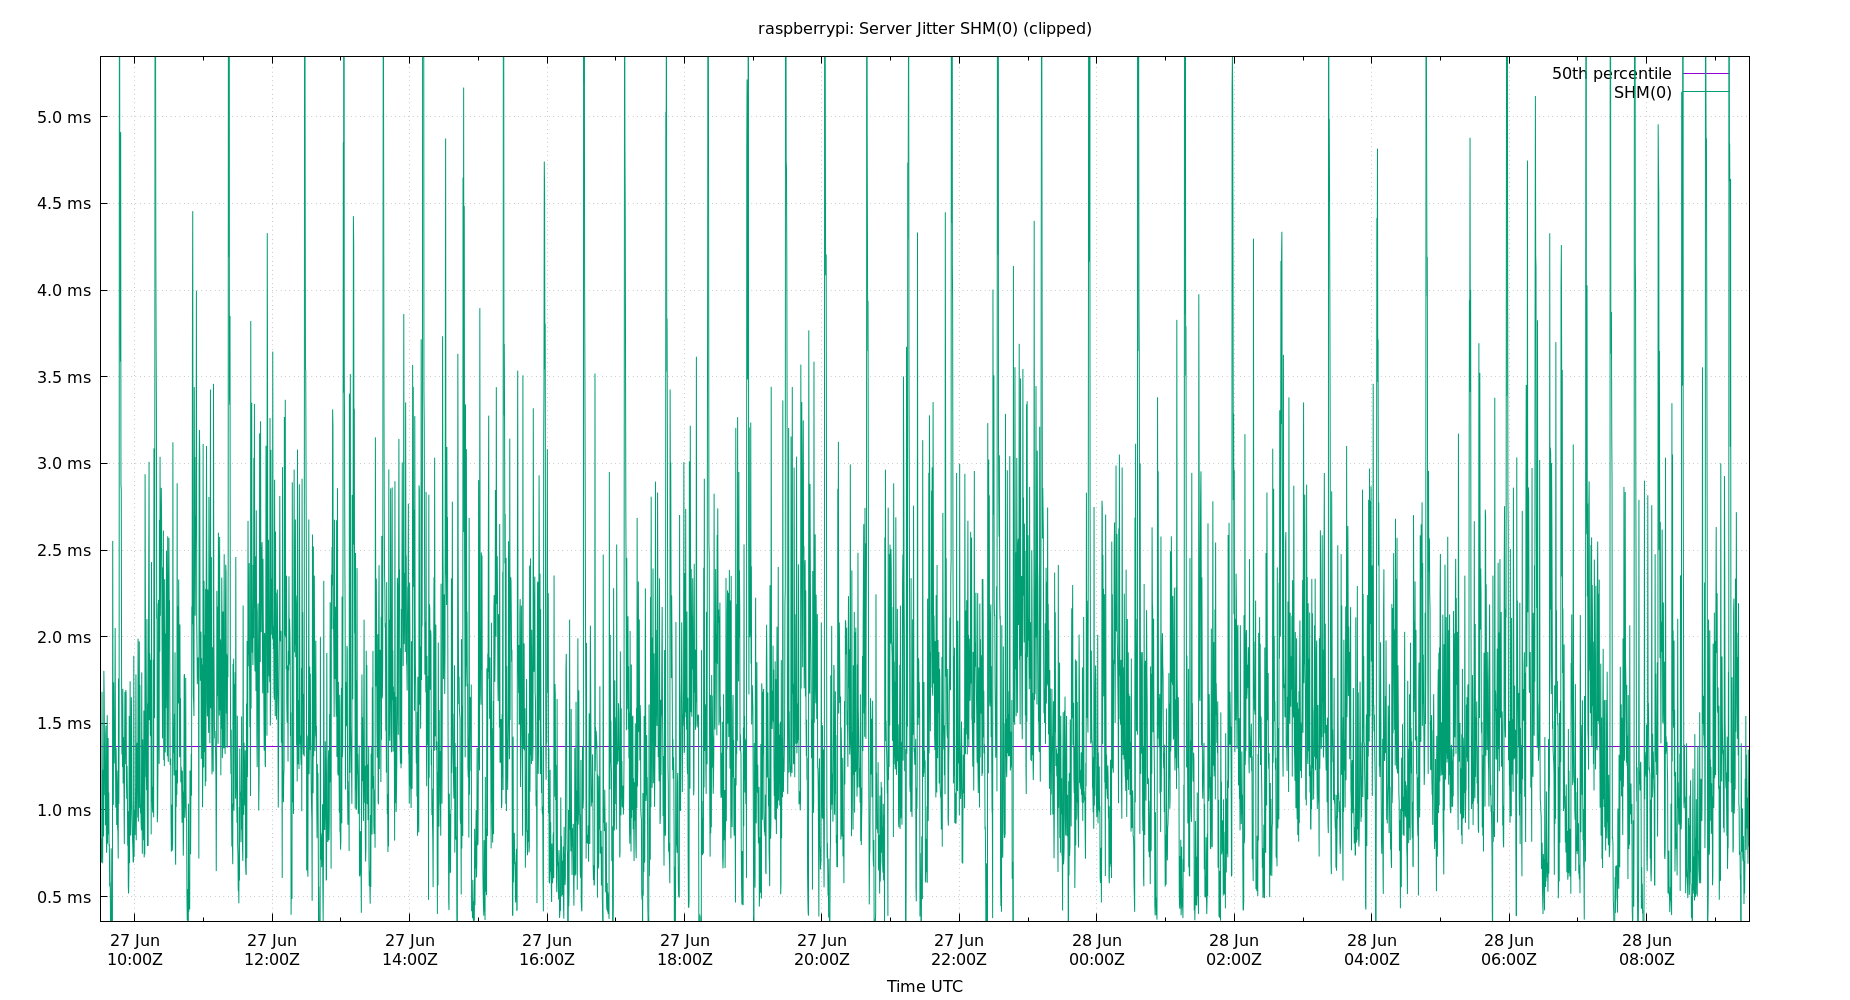 raspberrypi: Server Jitter SHM(0) (clipped)
50th percentile
SHM(0)
5.0 ms
4.5 ms
4.0 ms
3.5 ms
3.0 ms
2.5 ms
2.0 ms
1.5 ms
1.0 ms
0.5 ms
27 Jun 27 Jun 27 Jun 27 Jun 27 Jun 27 Jun 27 Jun 28 Jun 28 Jun 28 Jun 28 Jun 28 Jun
10:00Z 12:00Z 14:00Z 16:00Z 18:00Z 20:00Z 22:00Z 00:00Z 02:00Z 04:00Z 06:00Z 08:00Z
Time UTC